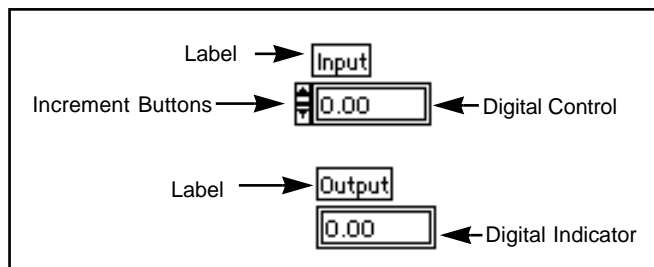 Label
Input
Increment Buttons
0.00
Digital Control
Label
Output
0.00
Digital Indicator